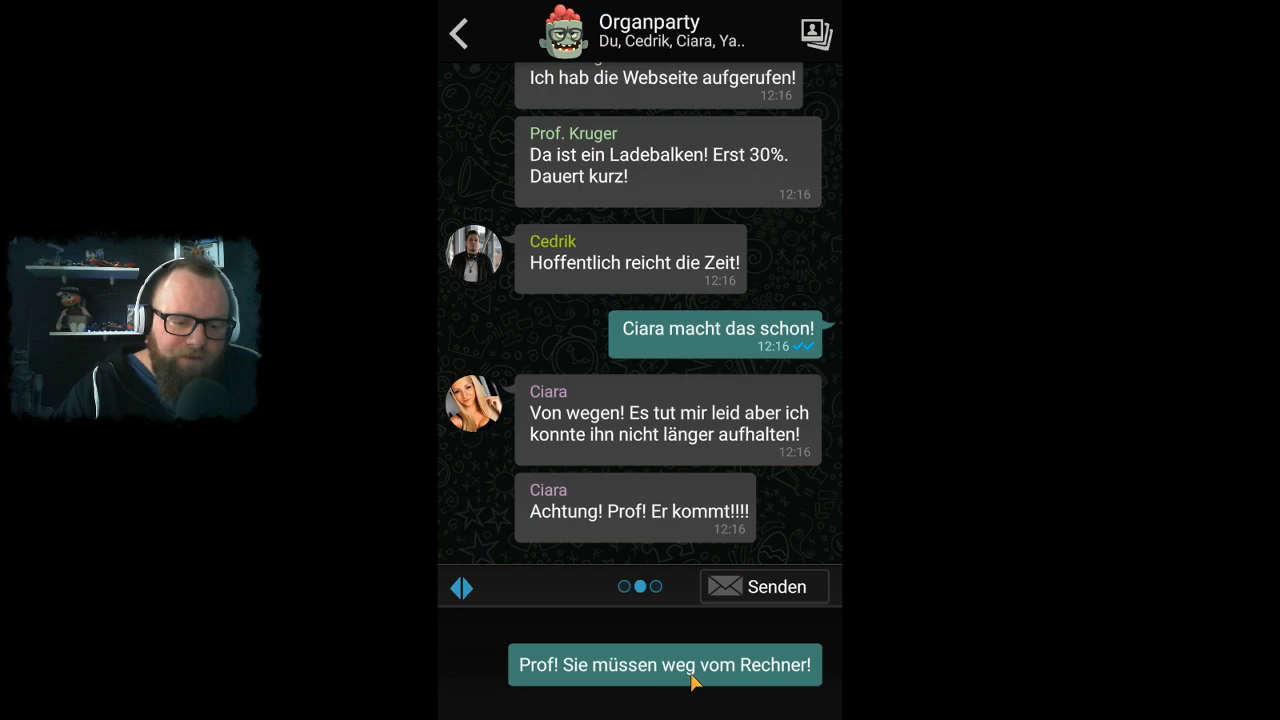 Organparty
Du, Cedrik, Ciara, Ya..
Ich hab die Webseite aufgerufen!
12:16
Prof. Kruger
Da ist ein Ladebalken! Erst 30%.
Dauert kurz!
12:16
Cedrik
Hoffentlich reicht die Zeit!
12:16
Ciara macht das schon!
12:16
Ciara
Von wegen! Es tut mir leid aber ich
konnte ihn nicht länger aufhalten!
12:16
Ciara
Achtung! Prof! Er kommt!!!!
12:16
Senden
Prof! Sie müssen weg vom Rechner!